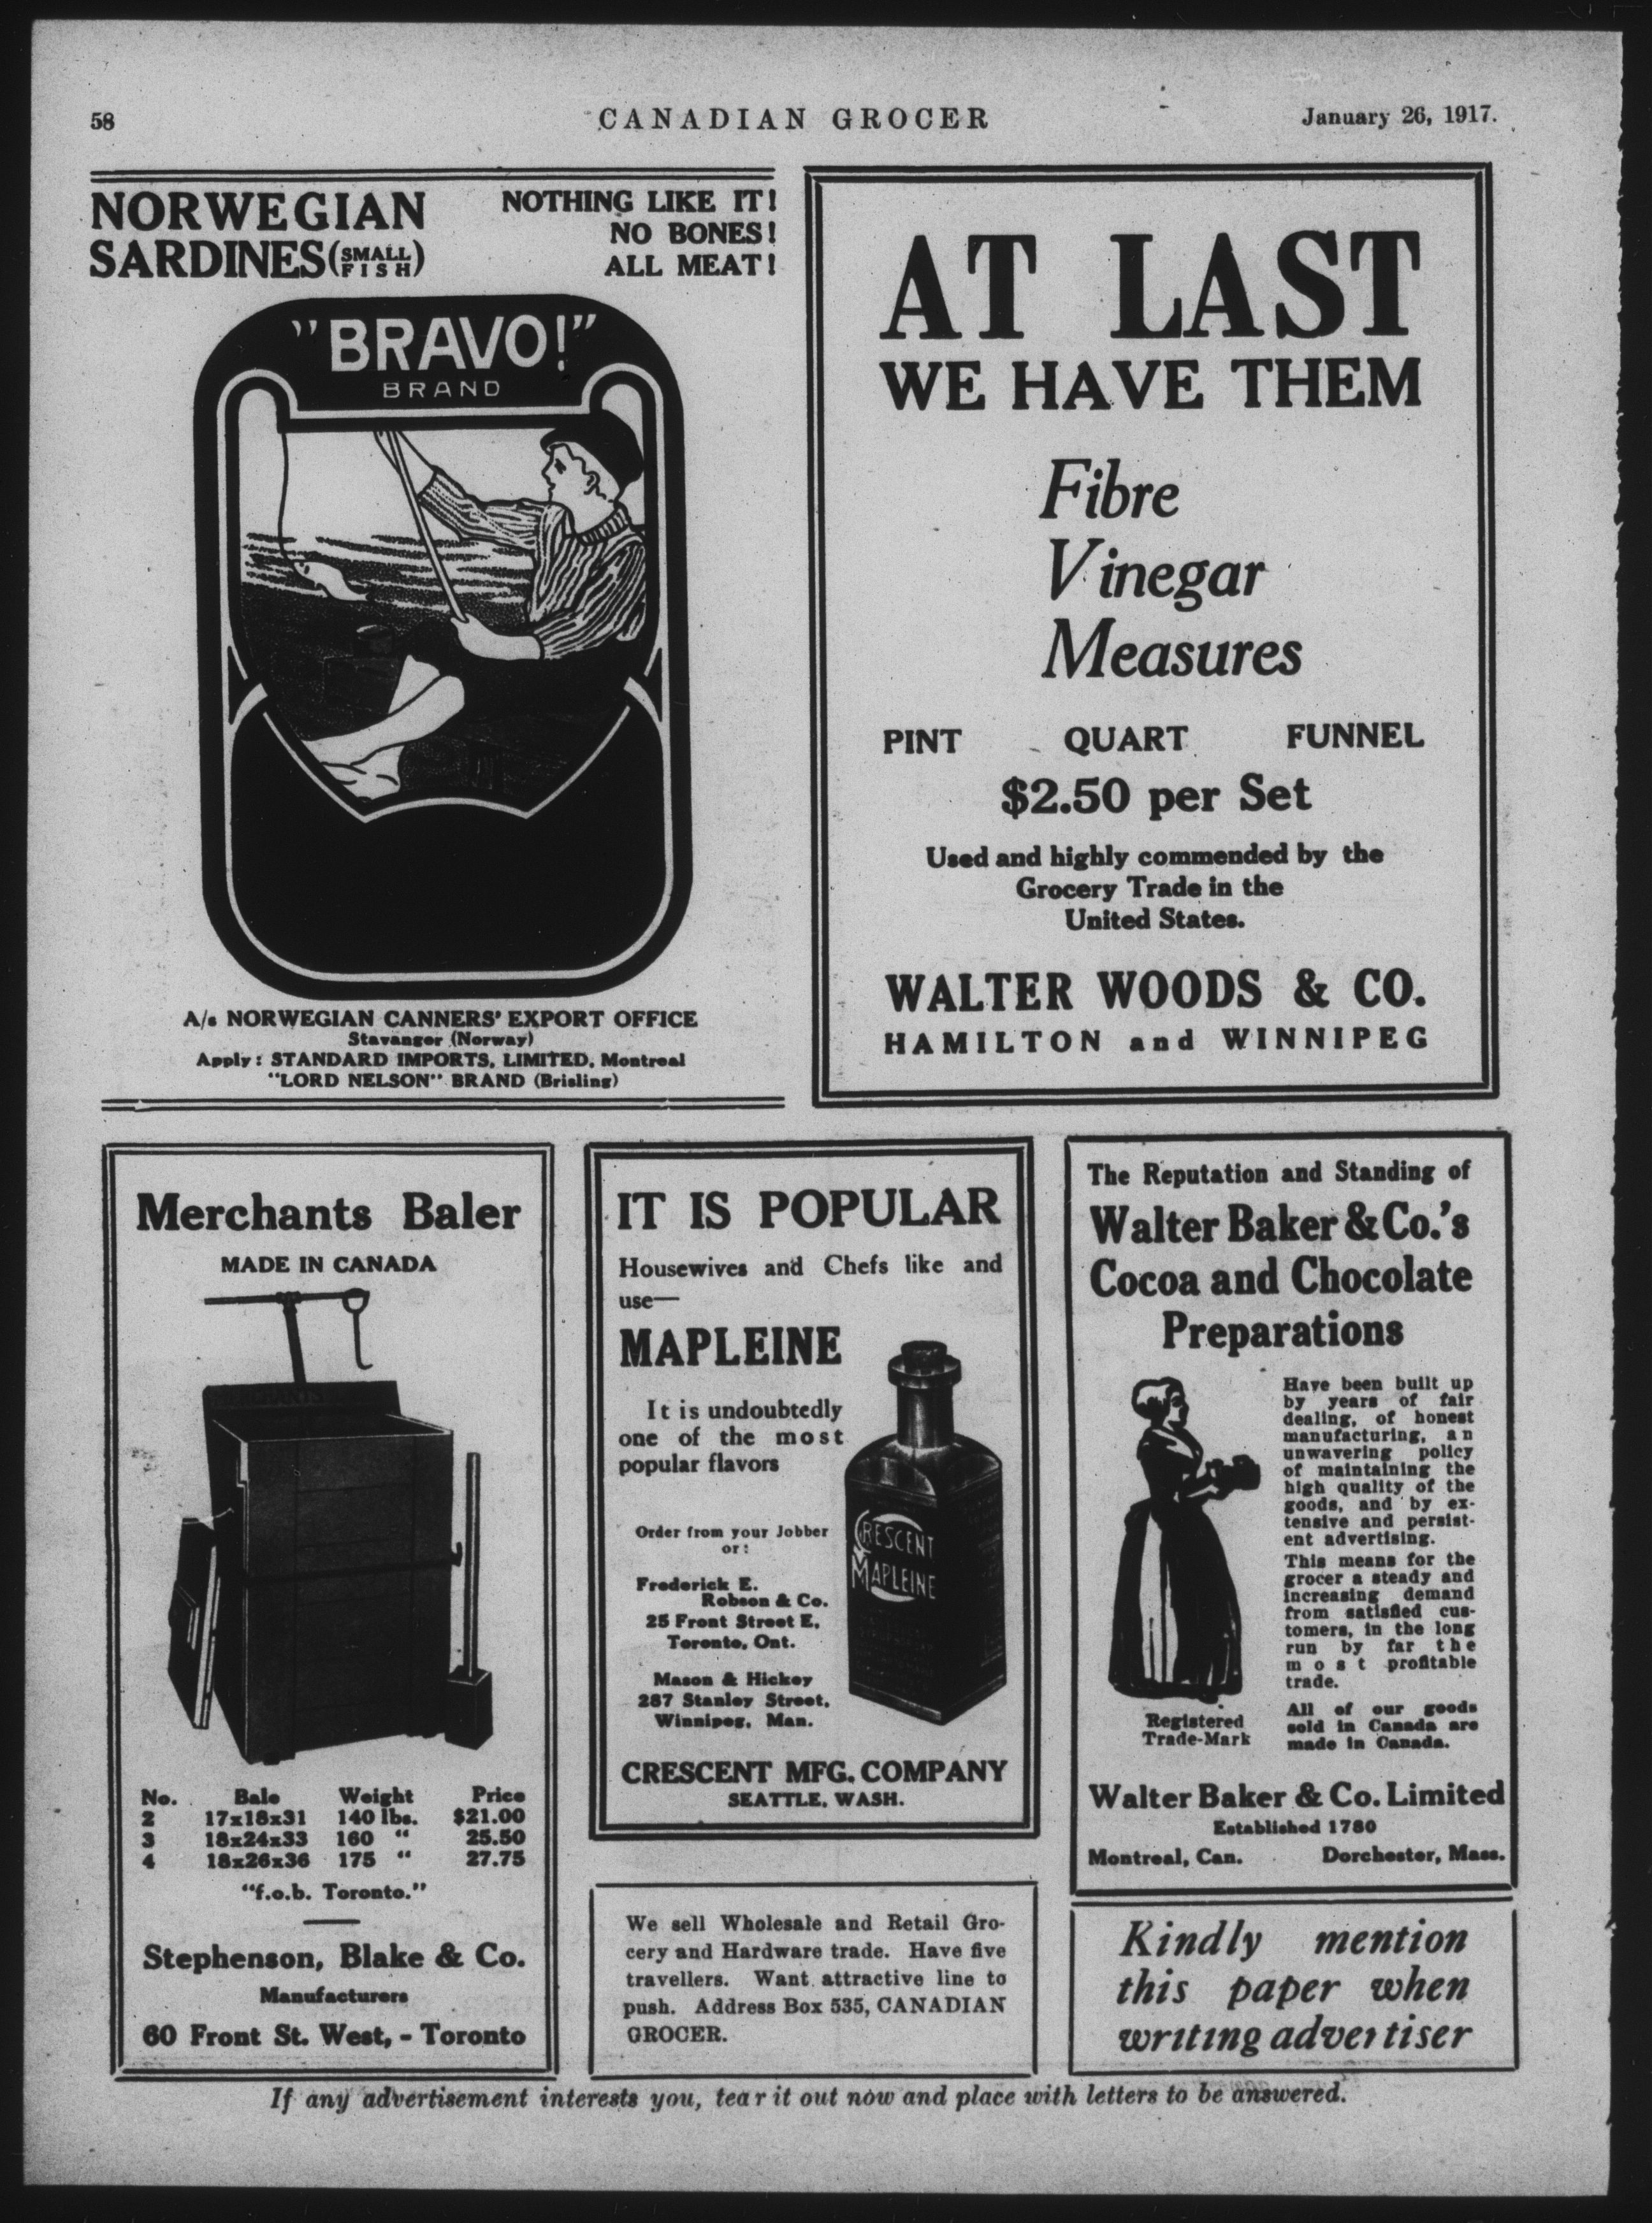 58
CANADIAN GROCER
January 26, 1917.
NORWEGIAN
SARDINES (SMALL FISH)
NOTHING LIKE IT!
NO BONES!
ALL MEAT!
"BRAVO!"
BRAND
A/s NORWEGIAN CANNERS' EXPORT OFFICE
Stavanger (Norway)
Apply: STANDARD IMPORTS, LIMITED, Montreal
"LORD NELSON" BRAND (Brisling)
AT LAST
WE HAVE THEM
Fibre
Vinegar
Measures
PINT QUART FUNNEL
$2.50 per Set
Used and highly commended by the
Grocery Trade in the
United States.
WALTER WOODS & CO.
HAMILTON and WINNIPEG
Merchants Baler
MADE IN CANADA
No. Bale Weight Price
2 17x18x31 140 lbs. $21.00
3 18x24x33 160 " 25.50
4 18x26x36 175 " 27.75
"f.o.b. Toronto."
Stephenson, Blake & Co.
Manufacturers
60 Front St. West, - Toronto
IT IS POPULAR
Housewives and Chefs like and
use—
MAPLEINE
It is undoubtedly
one of the most
popular flavors
Order from your Jobber
or:
Frederick E.
Robson & Co.
25 Front Street E,
Toronto, Ont.
Mason & Hickey
287 Stanley Street,
Winnipeg, Man.
CRESCENT
MAPLEINE
CRESCENT MFG. COMPANY
SEATTLE, WASH.
We sell Wholesale and Retail Gro-
cery and Hardware trade. Have five
travellers. Want attractive line to
push. Address Box 535, CANADIAN
GROCER.
The Reputation and Standing of
Walter Baker & Co.'s
Cocoa and Chocolate
Preparations
Have been built up
by years of fair
dealing, of honest
manufacturing, an
unwavering policy
of maintaining the
high quality of the
goods, and by ex-
tensive and persist-
ent advertising.
This means for the
grocer a steady and
increasing demand
from satisfied cus-
tomers, in the long
run by far the
most profitable
trade.
All of our goods
sold in Canada are
made in Canada.
Registered
Trade-Mark
Walter Baker & Co. Limited
Established 1780
Montreal, Can. Dorchester, Mass.
Kindly mention
this paper when
writing advertiser
If any advertisement interests you, tear it out now and place with letters to be answered.